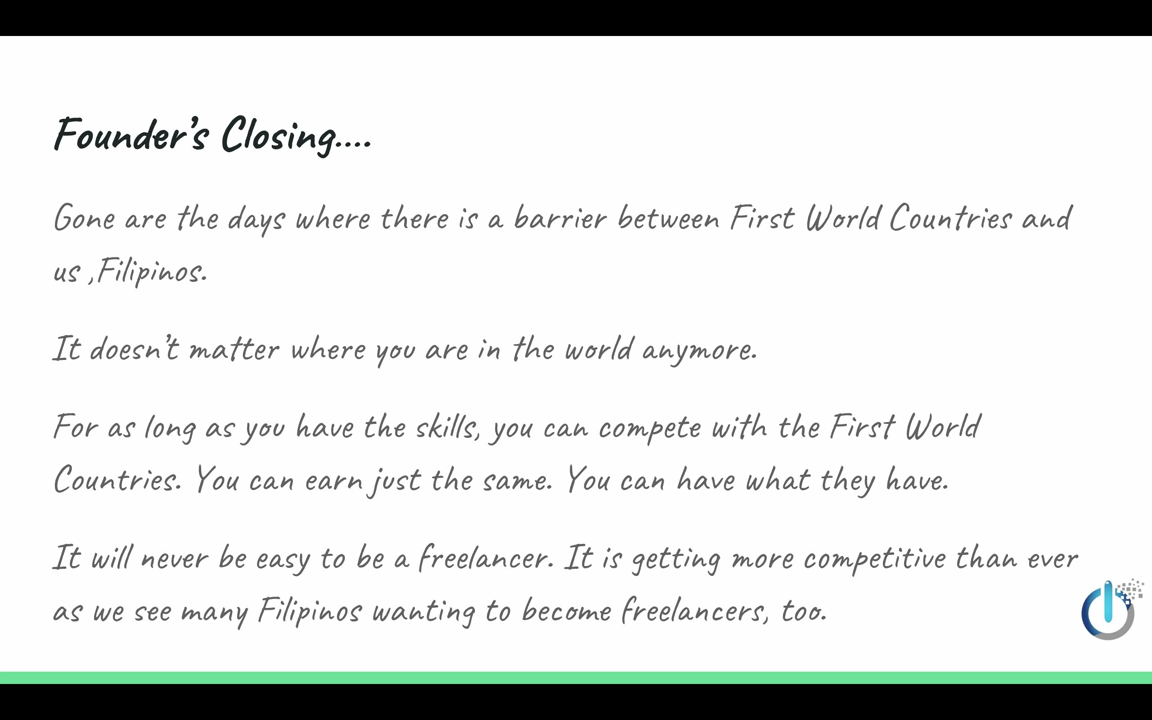 Founder's Closing....
Gone are the days where there is a barrier between First World Countries and
us ,Filipinos.
It doesn't matter where you are in the world anymore.
For as long as you have the skills, you can compete with the First World
Countries. You can earn just the same. You can have what they have.
It will never be easy to be a freelancer. It is getting more competitive than ever
as we see many Filipinos wanting to become freelancers, too.